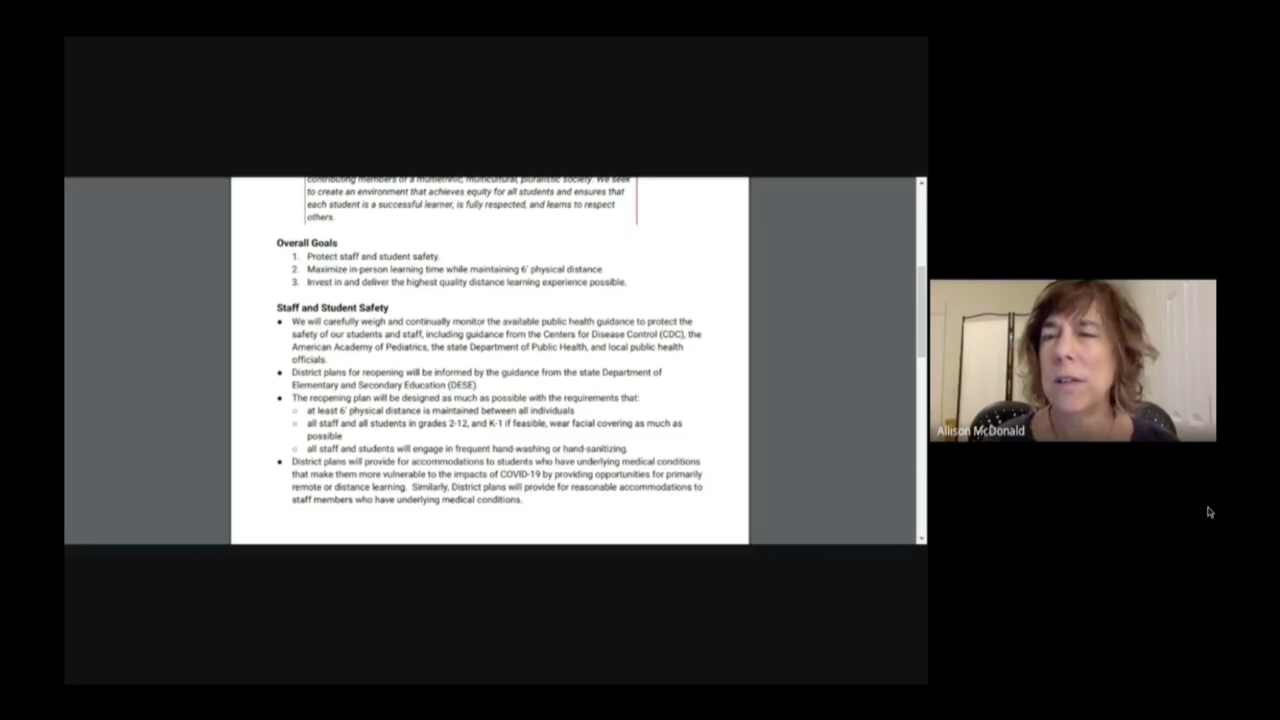 contributing members of a multiethnic, multicultural, pluralistic society. We seek
to create an environment that achieves equity for all students and ensures that
each student is a successful learner, is fully respected, and learns to respect
others.
Overall Goals
1. Protect staff and student safety.
2. Maximize in-person learning time while maintaining 6' physical distance.
3. Invest in and deliver the highest quality distance learning experience possible.
Staff and Student Safety
● We will carefully weigh and continually monitor the available public health guidance to protect the
safety of our students and staff, including guidance from the Centers for Disease Control (CDC), the
American Academy of Pediatrics, the state Department of Public Health, and local public health
officials.
● District plans for reopening will be informed by the guidance from the state Department of
Elementary and Secondary Education (DESE).
● The reopening plan will be designed as much as possible with the requirements that:
○ at least 6' physical distance is maintained between all individuals
○ all staff and all students in grades 2-12, and K-1 if feasible, wear facial covering as much as
possible
○ all staff and students will engage in frequent hand-washing or hand-sanitizing.
● District plans will provide for accommodations to students who have underlying medical conditions
that make them more vulnerable to the impacts of COVID-19 by providing opportunities for primarily
remote or distance learning. Similarly, District plans will provide for reasonable accommodations to
staff members who have underlying medical conditions.
Allison McDonald